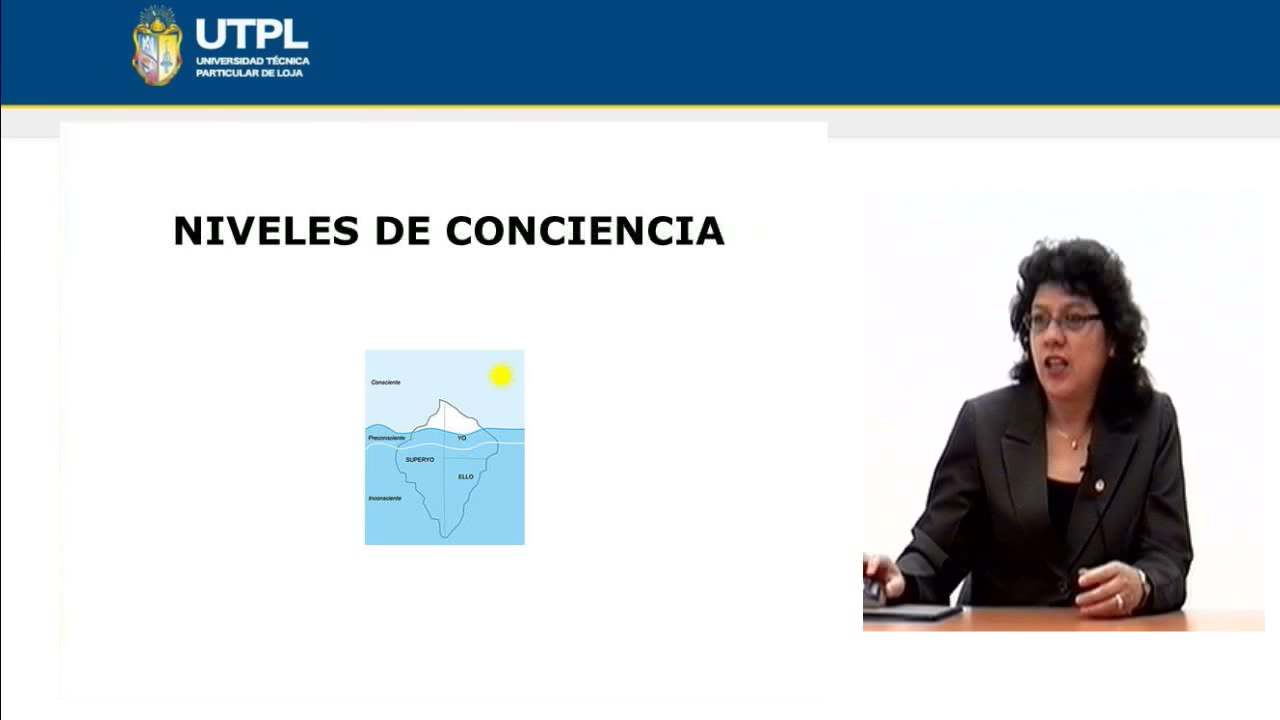 UTPL
UNIVERSIDAD TÉCNICA
PARTICULAR DE LOJA
NIVELES DE CONCIENCIA
Consciente
Preconsciente
YO
SUPERYO
ELLO
Inconsciente